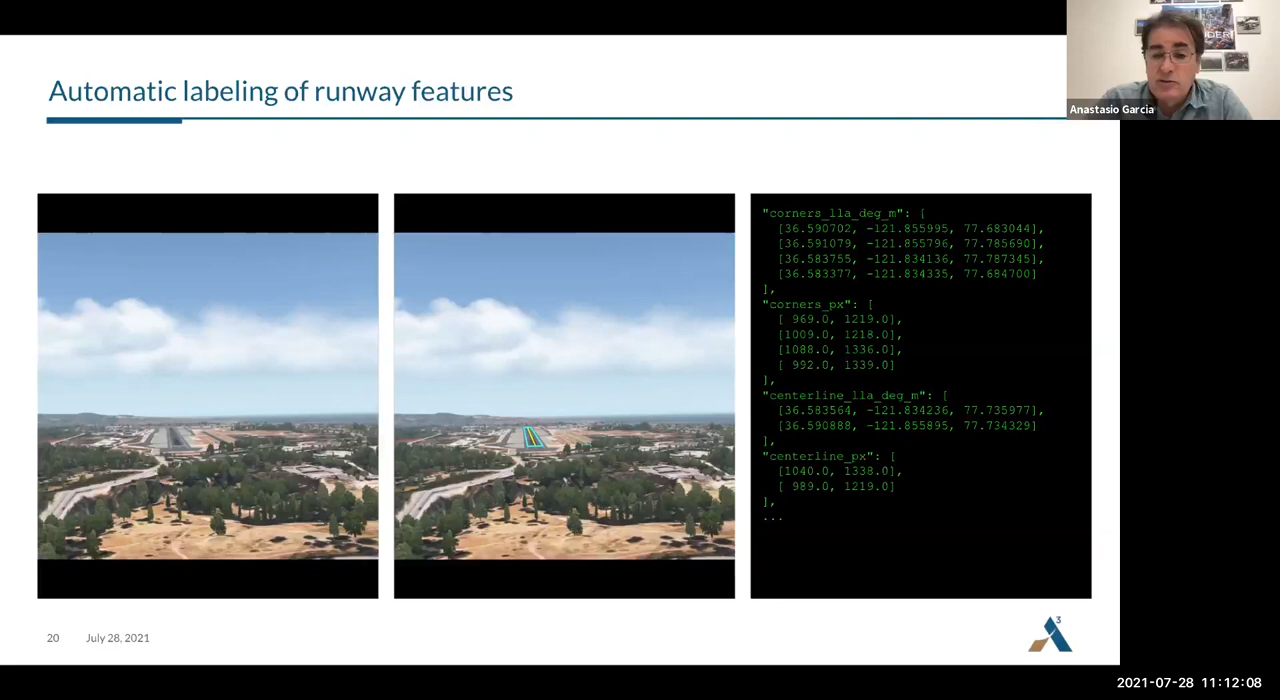 Automatic labeling of runway features
Anastasio Garcia
"corners_lla_deg_m": [
[36.590702, -121.855995, 77.683044],
[36.591079, -121.855796, 77.785690],
[36.583755, -121.834136, 77.787345],
[36.583377, -121.834335, 77.684700]
],
"corners_px": [
[ 969.0, 1219.0],
[1009.0, 1218.0],
[1088.0, 1336.0],
[ 992.0, 1339.0]
],
"centerline_lla_deg_m": [
[36.583564, -121.834236, 77.735977],
[36.590888, -121.855895, 77.734329]
],
"centerline_px": [
[1040.0, 1338.0],
[ 989.0, 1219.0]
],
...
20 July 28, 2021
3
2021-07-28 11:12:08